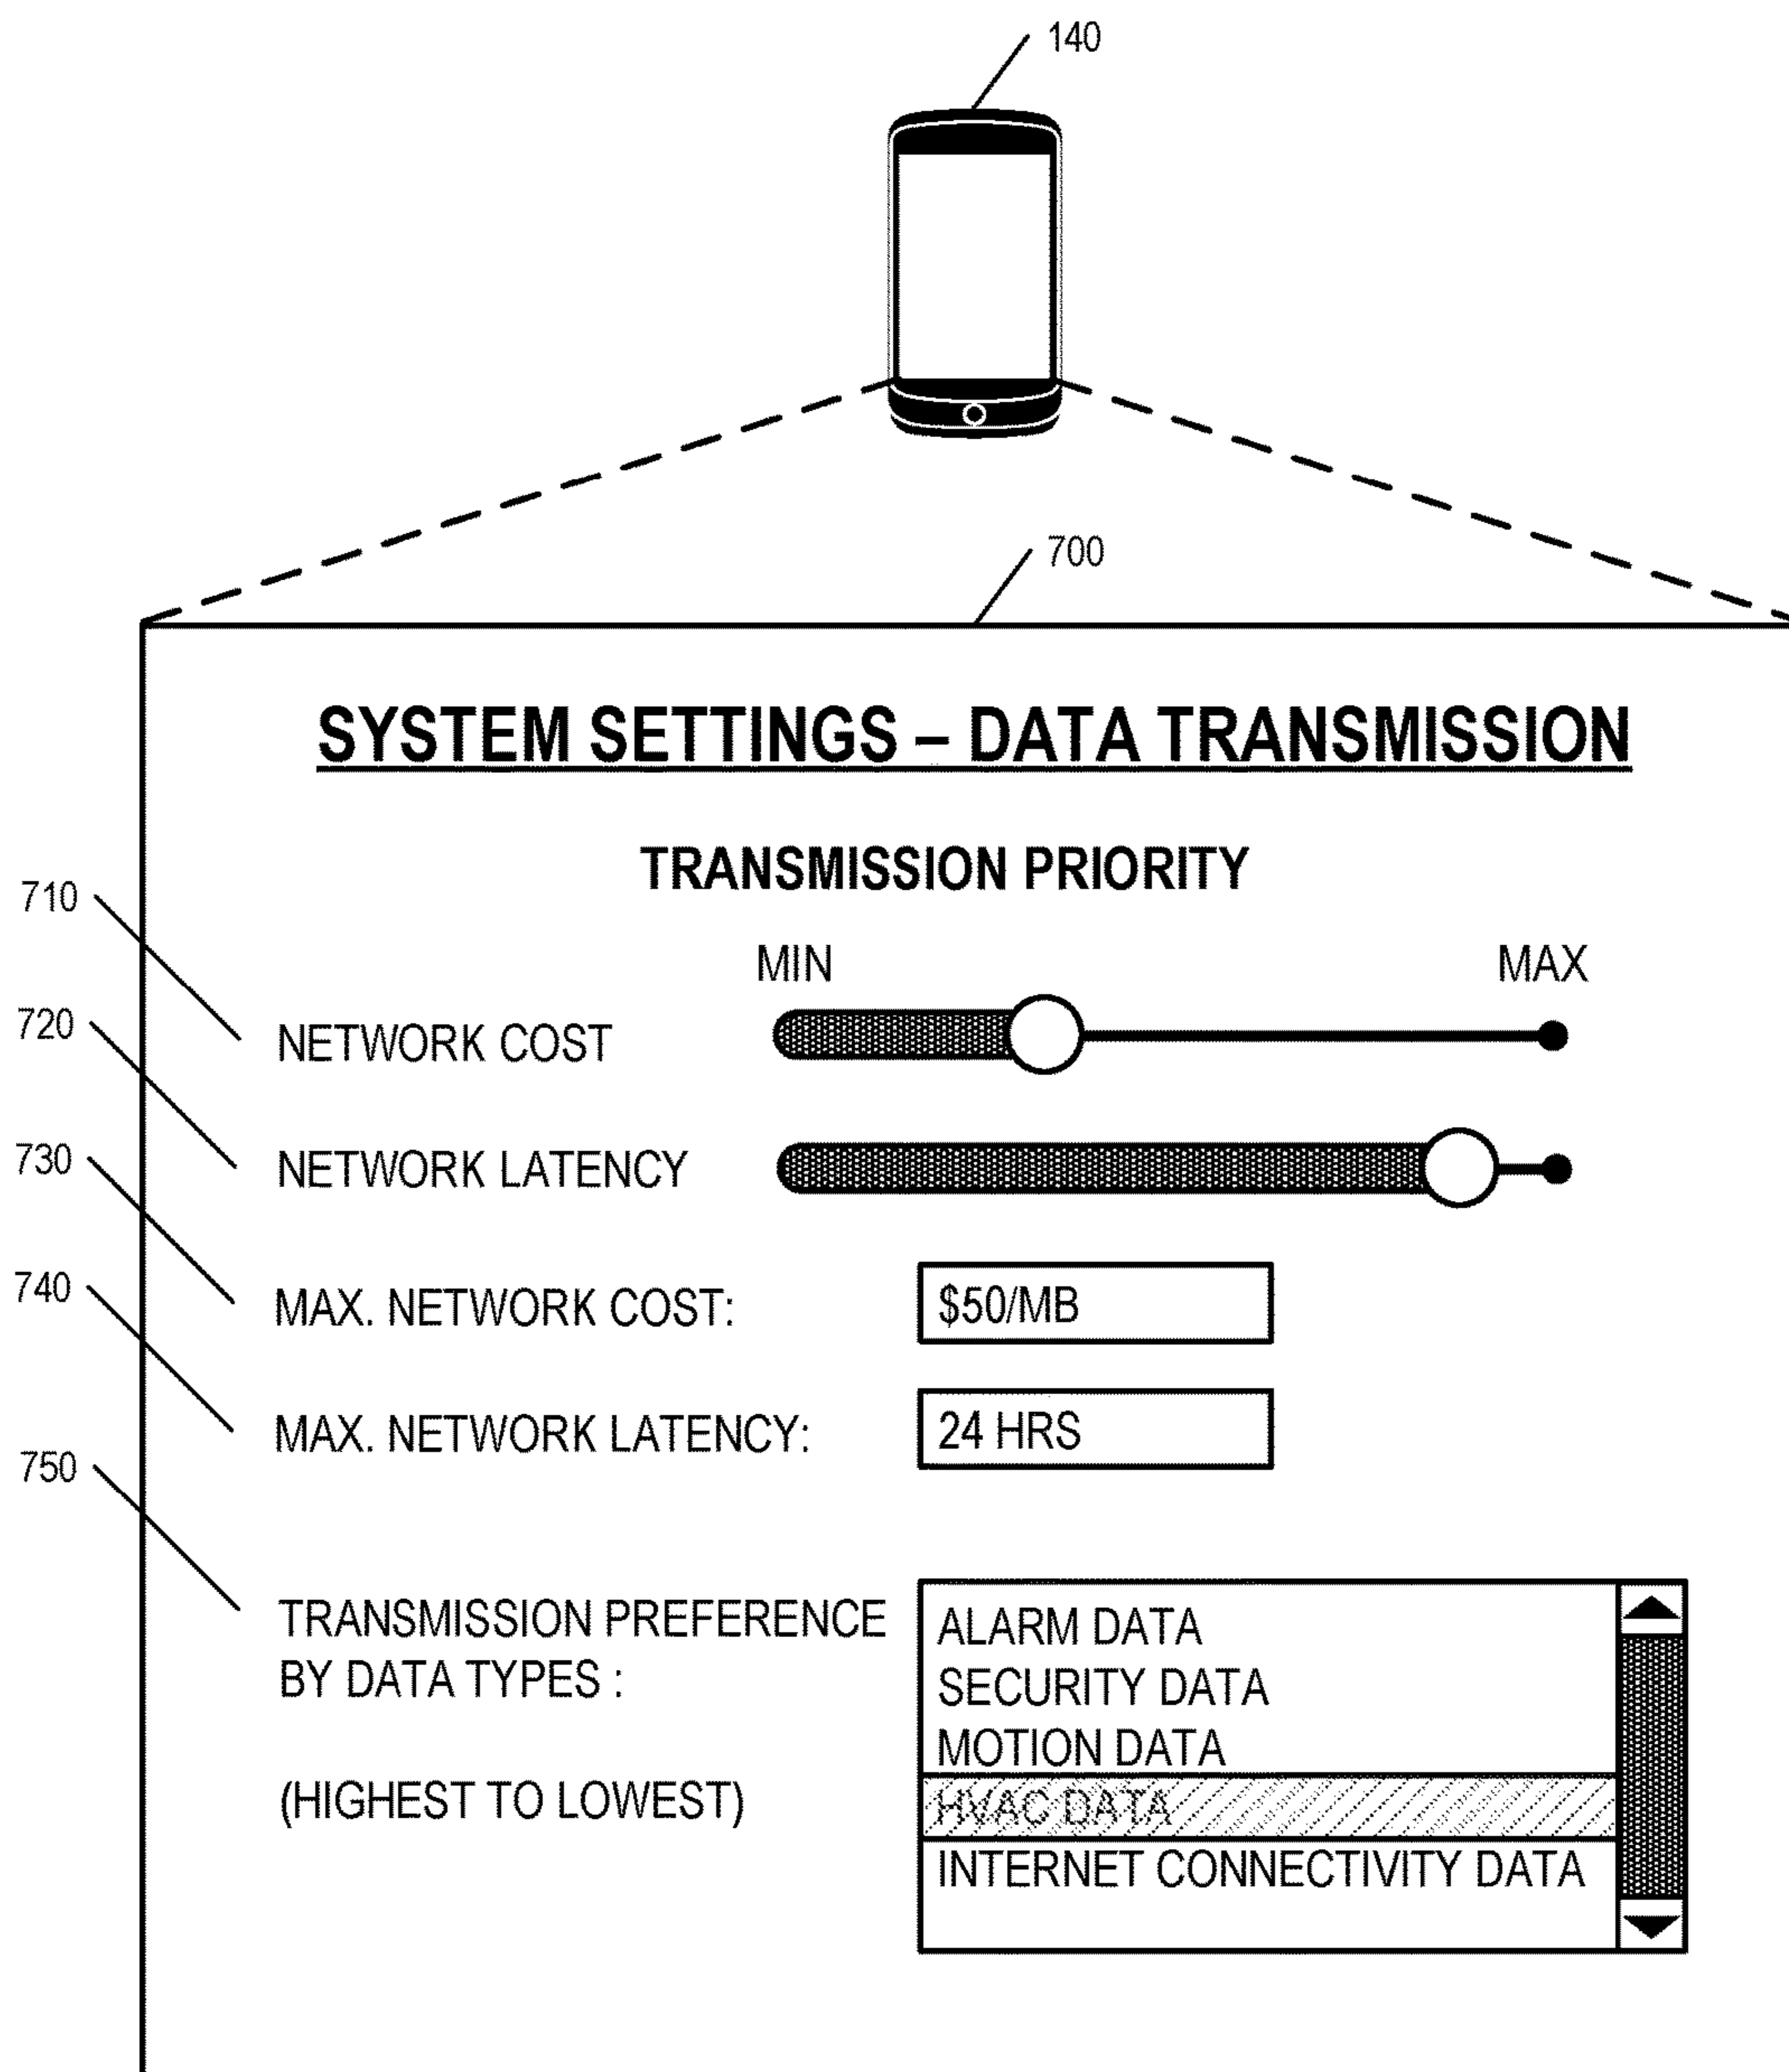 140
700
SYSTEM SETTINGS – DATA TRANSMISSION
TRANSMISSION PRIORITY
710
MIN MAX
720
NETWORK COST
730
NETWORK LATENCY
740
MAX. NETWORK COST: $50/MB
MAX. NETWORK LATENCY: 24 HRS
750
TRANSMISSION PREFERENCE
BY DATA TYPES :
(HIGHEST TO LOWEST)
ALARM DATA
SECURITY DATA
MOTION DATA
HVAC DATA
INTERNET CONNECTIVITY DATA